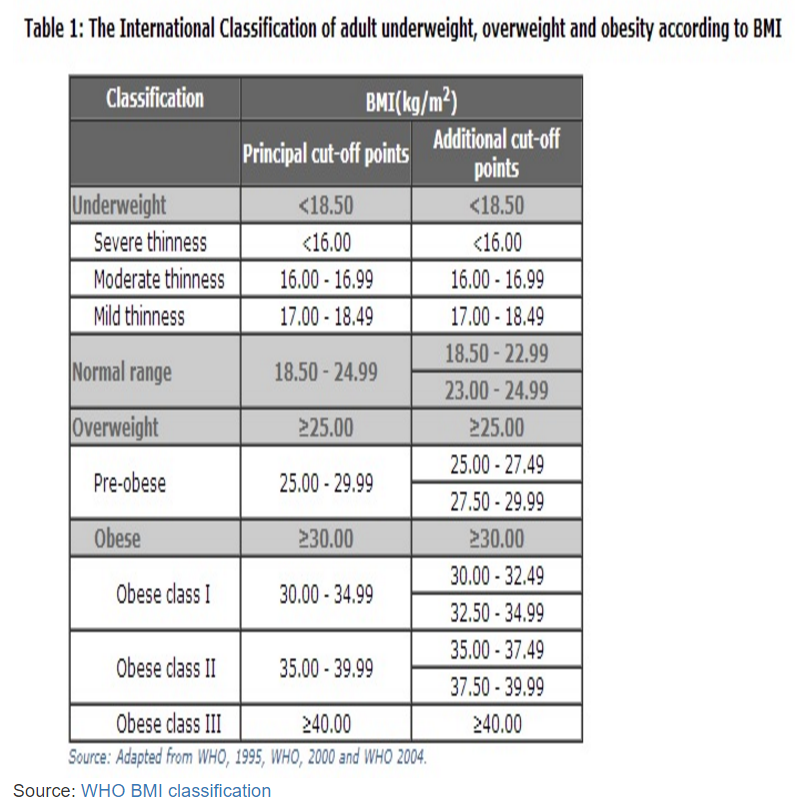 Table 1: The International Classification of adult underweight, overweight and obesity according to BMI
Classification BMI(kg/m²)
Principal cut-off points Additional cut-off points
Underweight <18.50 <18.50
Severe thinness <16.00 <16.00
Moderate thinness 16.00 - 16.99 16.00 - 16.99
Mild thinness 17.00 - 18.49 17.00 - 18.49
Normal range 18.50 - 24.99 18.50 - 22.99
23.00 - 24.99
Overweight ≥25.00 ≥25.00
Pre-obese 25.00 - 29.99 25.00 - 27.49
27.50 - 29.99
Obese ≥30.00 ≥30.00
Obese class I 30.00 - 34.99 30.00 - 32.49
32.50 - 34.99
Obese class II 35.00 - 39.99 35.00 - 37.49
37.50 - 39.99
Obese class III ≥40.00 ≥40.00
Source: Adapted from WHO, 1995, WHO, 2000 and WHO 2004.
Source: WHO BMI classification